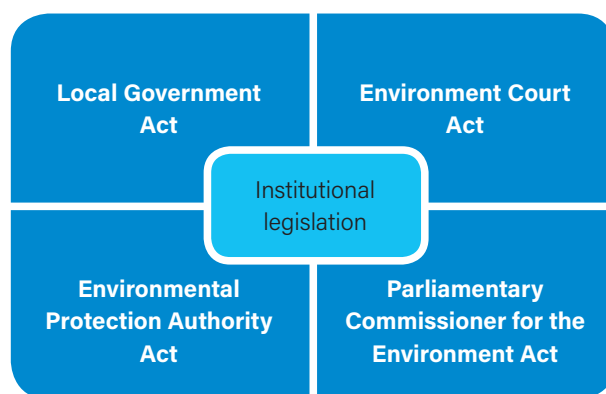 Local Government
Act
Environment Court
Act
Institutional
legislation
Environmental
Protection Authority
Act
Parliamentary
Commissioner for the
Environment Act